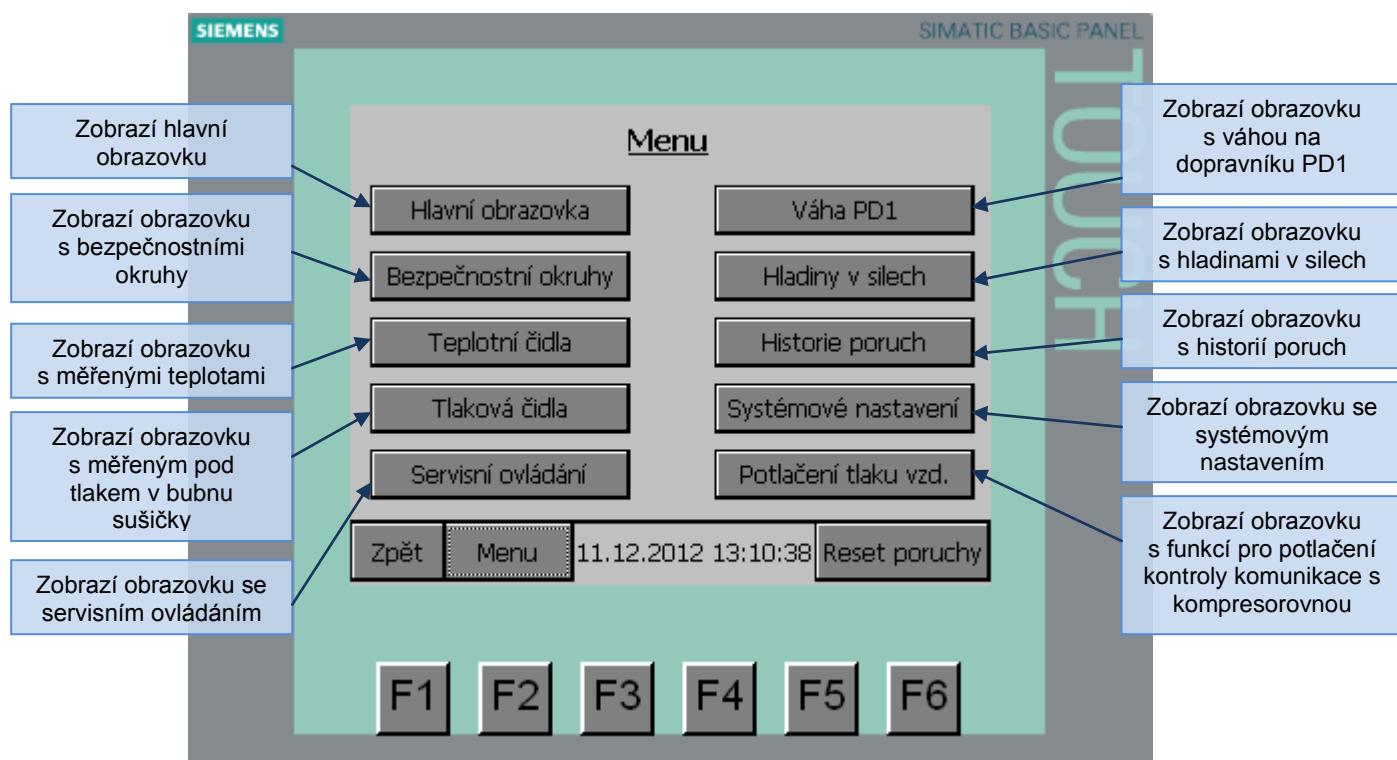 SIEMENS
SIMATIC BASIC PANEL
TOUCH
Menu
Zobrazí hlavní
obrazovku
Zobrazí obrazovku
s bezpečnostními
okruhy
Zobrazí obrazovku
s měřenými teplotami
Zobrazí obrazovku
s měřeným pod
tlakem v bubnu
sušičky
Zobrazí obrazovku se
servisním ovládáním
Hlavní obrazovka
Bezpečnostní okruhy
Teplotní čidla
Tlaková čidla
Servisní ovládání
Váha PD1
Hladiny v silech
Historie poruch
Systémové nastavení
Potlačení tlaku vzd.
Zobrazí obrazovku
s váhou na
dopravníku PD1
Zobrazí obrazovku
s hladinami v silech
Zobrazí obrazovku
s historií poruch
Zobrazí obrazovku se
systémovým
nastavením
Zobrazí obrazovku
s funkcí pro potlačení
kontroly komunikace s
kompresorovnou
Zpět Menu 11.12.2012 13:10:38 Reset poruchy
F1 F2 F3 F4 F5 F6